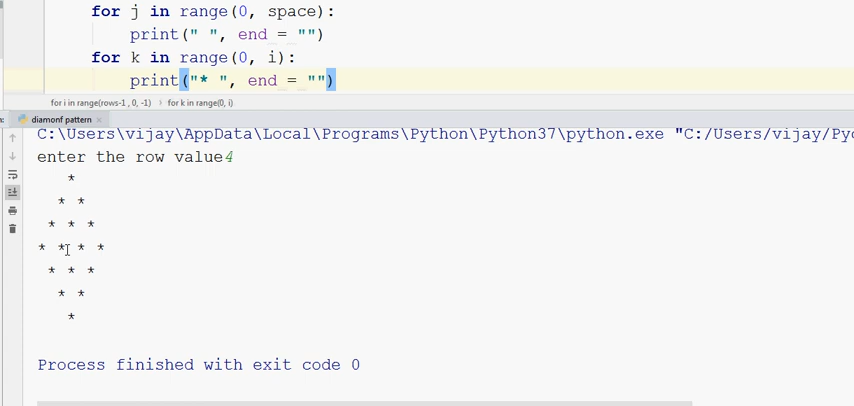 for j in range(0, space):
print(" ", end = "")
for k in range(0, i):
print("* ", end = "")
for i in range(rows-1 , 0, -1) › for k in range(0, i)
diamonf pattern ×
C:\Users\vijay\AppData\Local\Programs\Python\Python37\python.exe "C:/Users/vijay/Pyc
enter the row value4
*
* *
* * *
* * * *
* * *
* *
*
Process finished with exit code 0